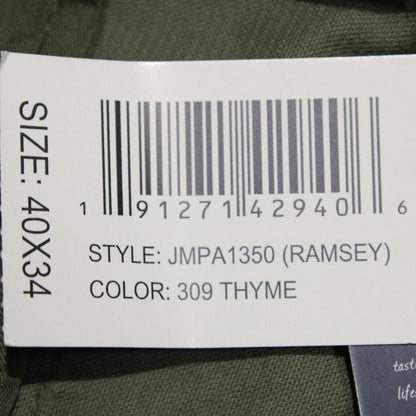 SIZE: 40X34
1 91271 42940 6
STYLE: JMPA1350 (RAMSEY)
COLOR: 309 THYME